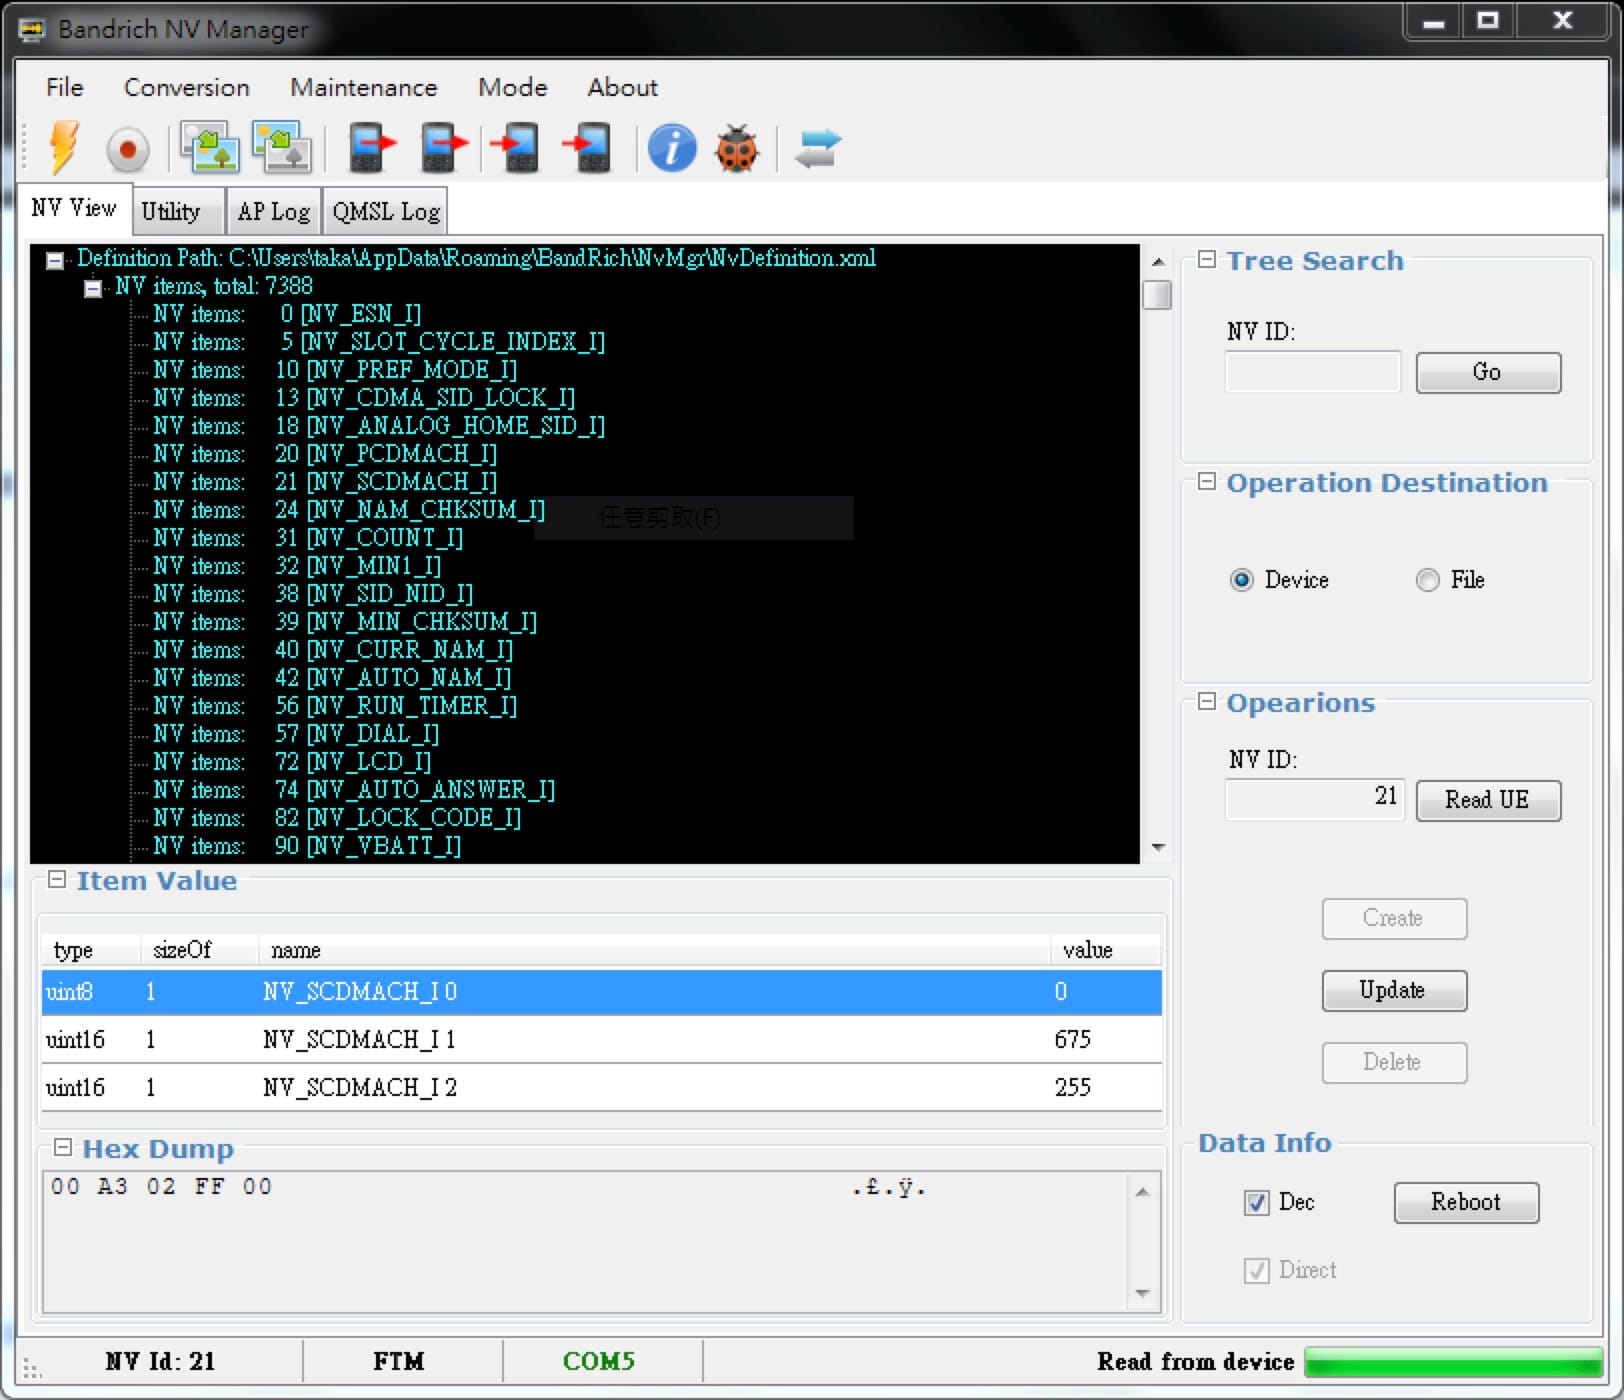 Bandrich NV Manager
File Conversion Maintenance Mode About
NV View Utility AP Log QMSL Log
Definition Path: C:\Users\taka\AppData\Roaming\BandRich\NvMgr\NvDefinition.xml
NV items, total: 7388
NV items: 0 [NV_ESN_I]
NV items: 5 [NV_SLOT_CYCLE_INDEX_I]
NV items: 10 [NV_PREF_MODE_I]
NV items: 13 [NV_CDMA_SID_LOCK_I]
NV items: 18 [NV_ANALOG_HOME_SID_I]
NV items: 20 [NV_PCDMACH_I]
NV items: 21 [NV_SCDMACH_I]
NV items: 24 [NV_NAM_CHKSUM_I]
任意剪取(F)
NV items: 31 [NV_COUNT_I]
NV items: 32 [NV_MIN1_I]
NV items: 38 [NV_SID_NID_I]
NV items: 39 [NV_MIN_CHKSUM_I]
NV items: 40 [NV_CURR_NAM_I]
NV items: 42 [NV_AUTO_NAM_I]
NV items: 56 [NV_RUN_TIMER_I]
NV items: 57 [NV_DIAL_I]
NV items: 72 [NV_LCD_I]
NV items: 74 [NV_AUTO_ANSWER_I]
NV items: 82 [NV_LOCK_CODE_I]
NV items: 90 [NV_VBATT_I]
Tree Search
NV ID:
Go
Operation Destination
Device File
Opearions
NV ID:
21 Read UE
Create
Update
Delete
Item Value
type sizeOf name value
uint8 1 NV_SCDMACH_I 0 0
uint16 1 NV_SCDMACH_I 1 675
uint16 1 NV_SCDMACH_I 2 255
Hex Dump
00 A3 02 FF 00 .£.ÿ.
Data Info
Dec Reboot
Direct
NV Id: 21 FTM COM5 Read from device